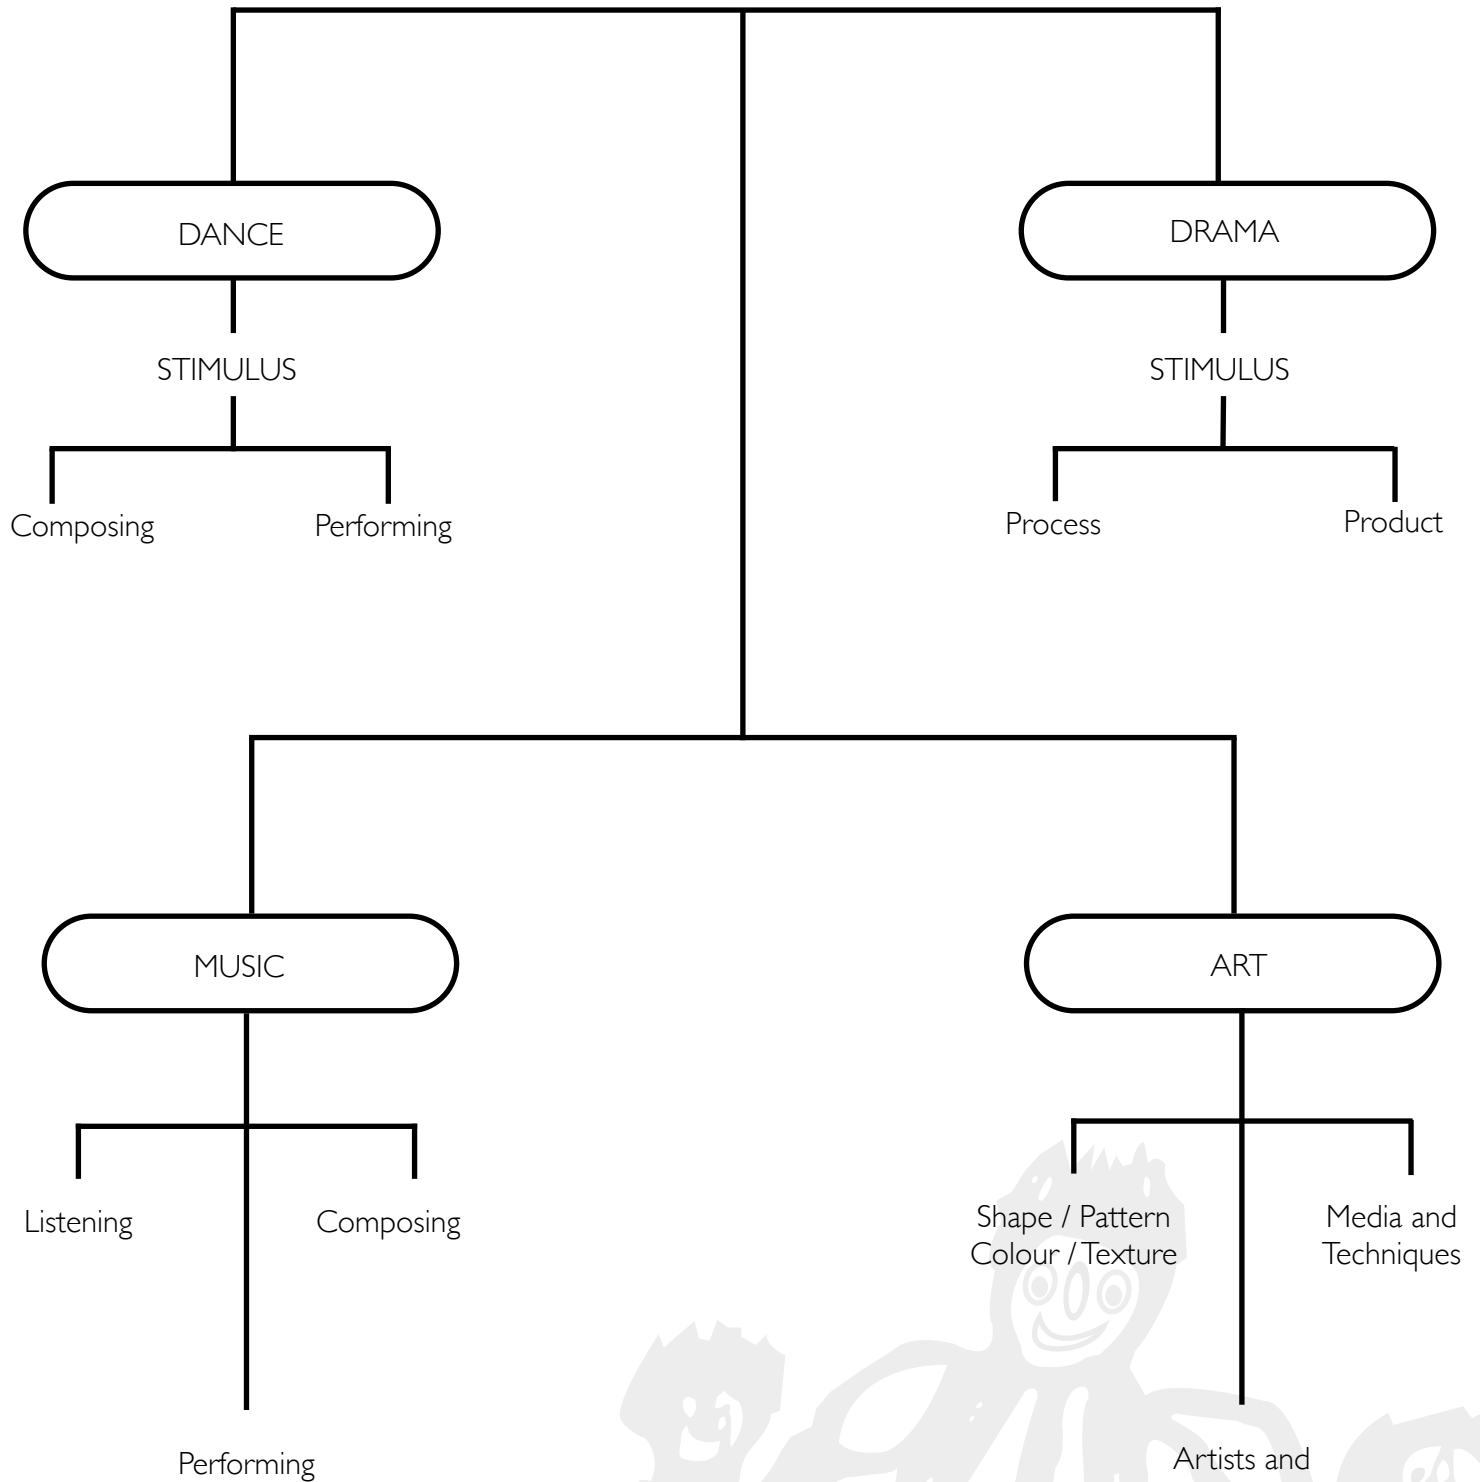 DANCE
DRAMA
STIMULUS
STIMULUS
Composing
Performing
Process
Product
MUSIC
ART
Listening
Composing
Shape / Pattern
Colour / Texture
Media and
Techniques
Performing
Artists and